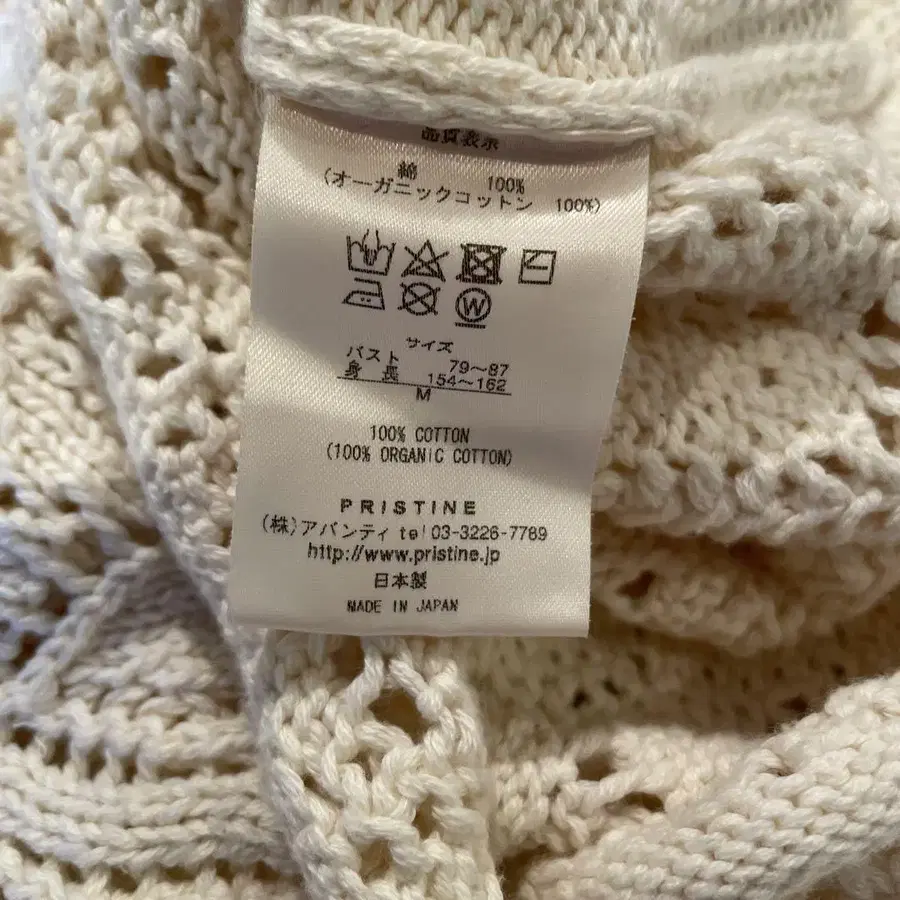 品質表示
綿 100%
(オーガニックコットン 100%)
W
サイズ
バスト 79～87
身長 154～162
M
100% COTTON
(100% ORGANIC COTTON)
PRISTINE
(株)アバンティ tel 03-3226-7789
http://www.pristine.jp
日本製
MADE IN JAPAN